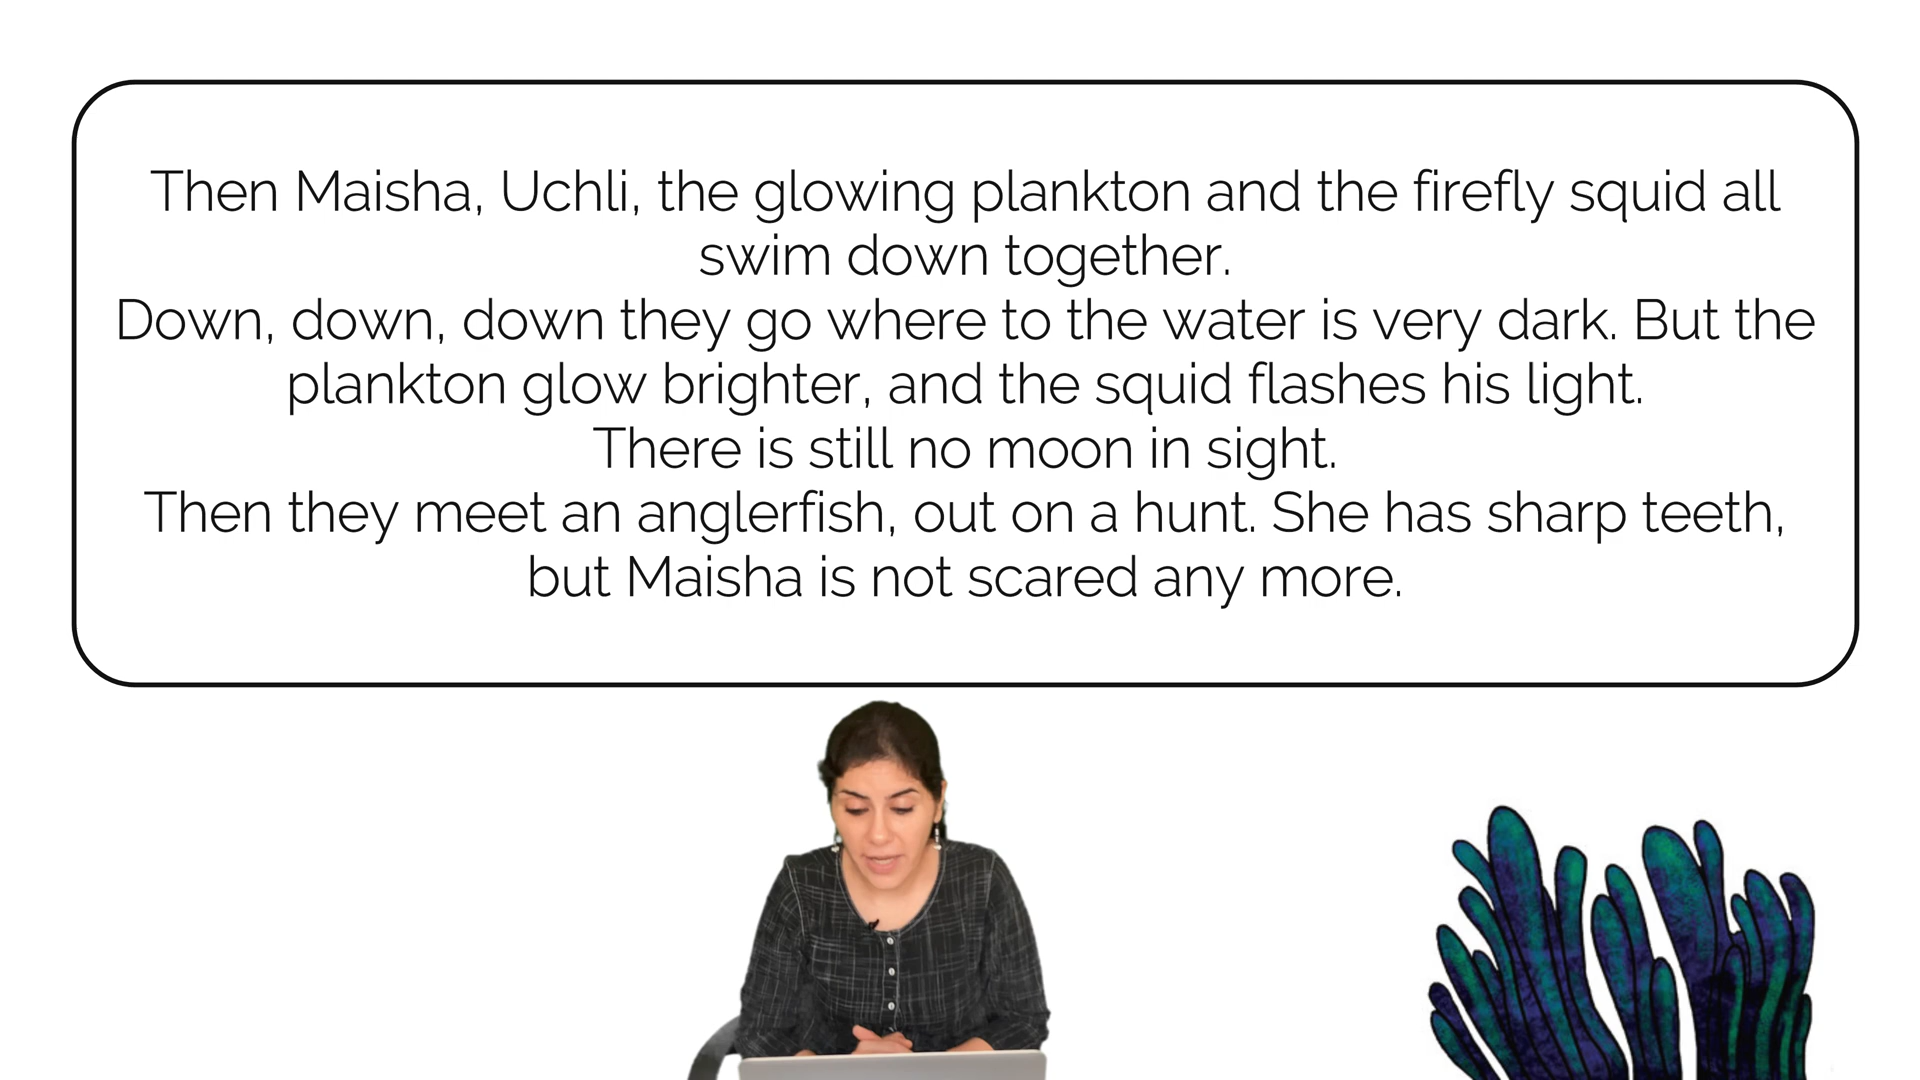 Then Maisha, Uchli, the glowing plankton and the firefly squid all
swim down together.
Down, down, down they go where to the water is very dark. But the
plankton glow brighter, and the squid flashes his light.
There is still no moon in sight.
Then they meet an anglerfish, out on a hunt. She has sharp teeth,
but Maisha is not scared any more.